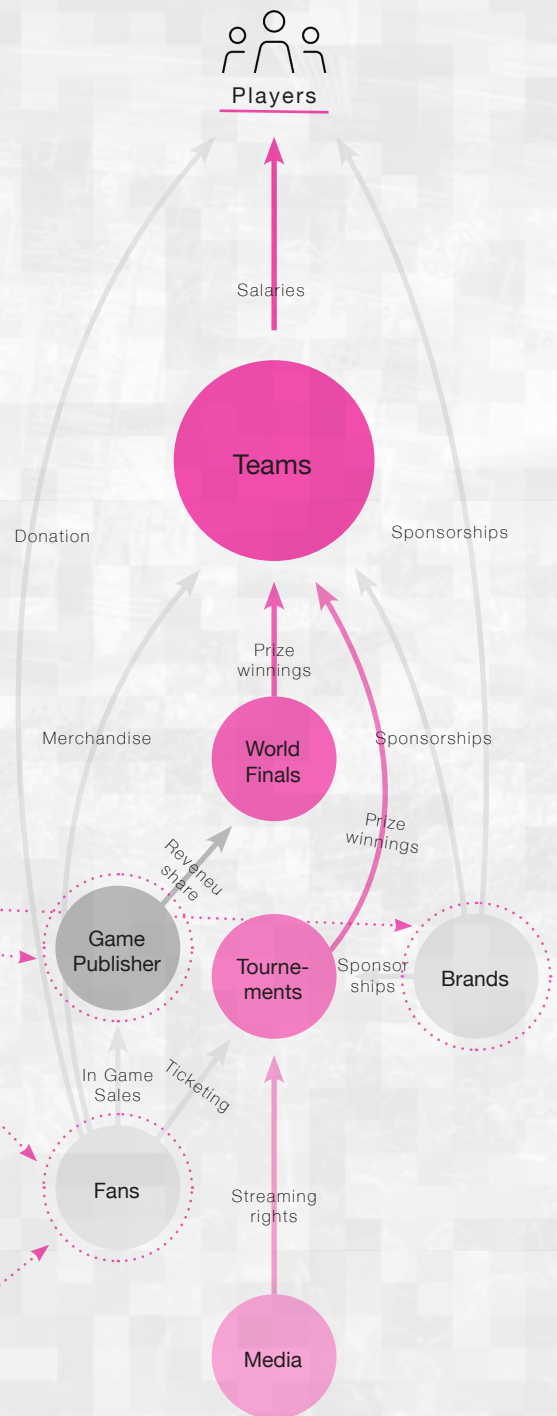 Players
Salaries
Teams
Donation
Sponsorships
Prize
winnings
Merchandise
World
Finals
Sponsorships
Prize
winnings
Reveneu
share
Game
Publisher
Tourne-
ments
Sponsor
ships
Brands
In Game
Sales
Ticketing
Fans
Streaming
rights
Media